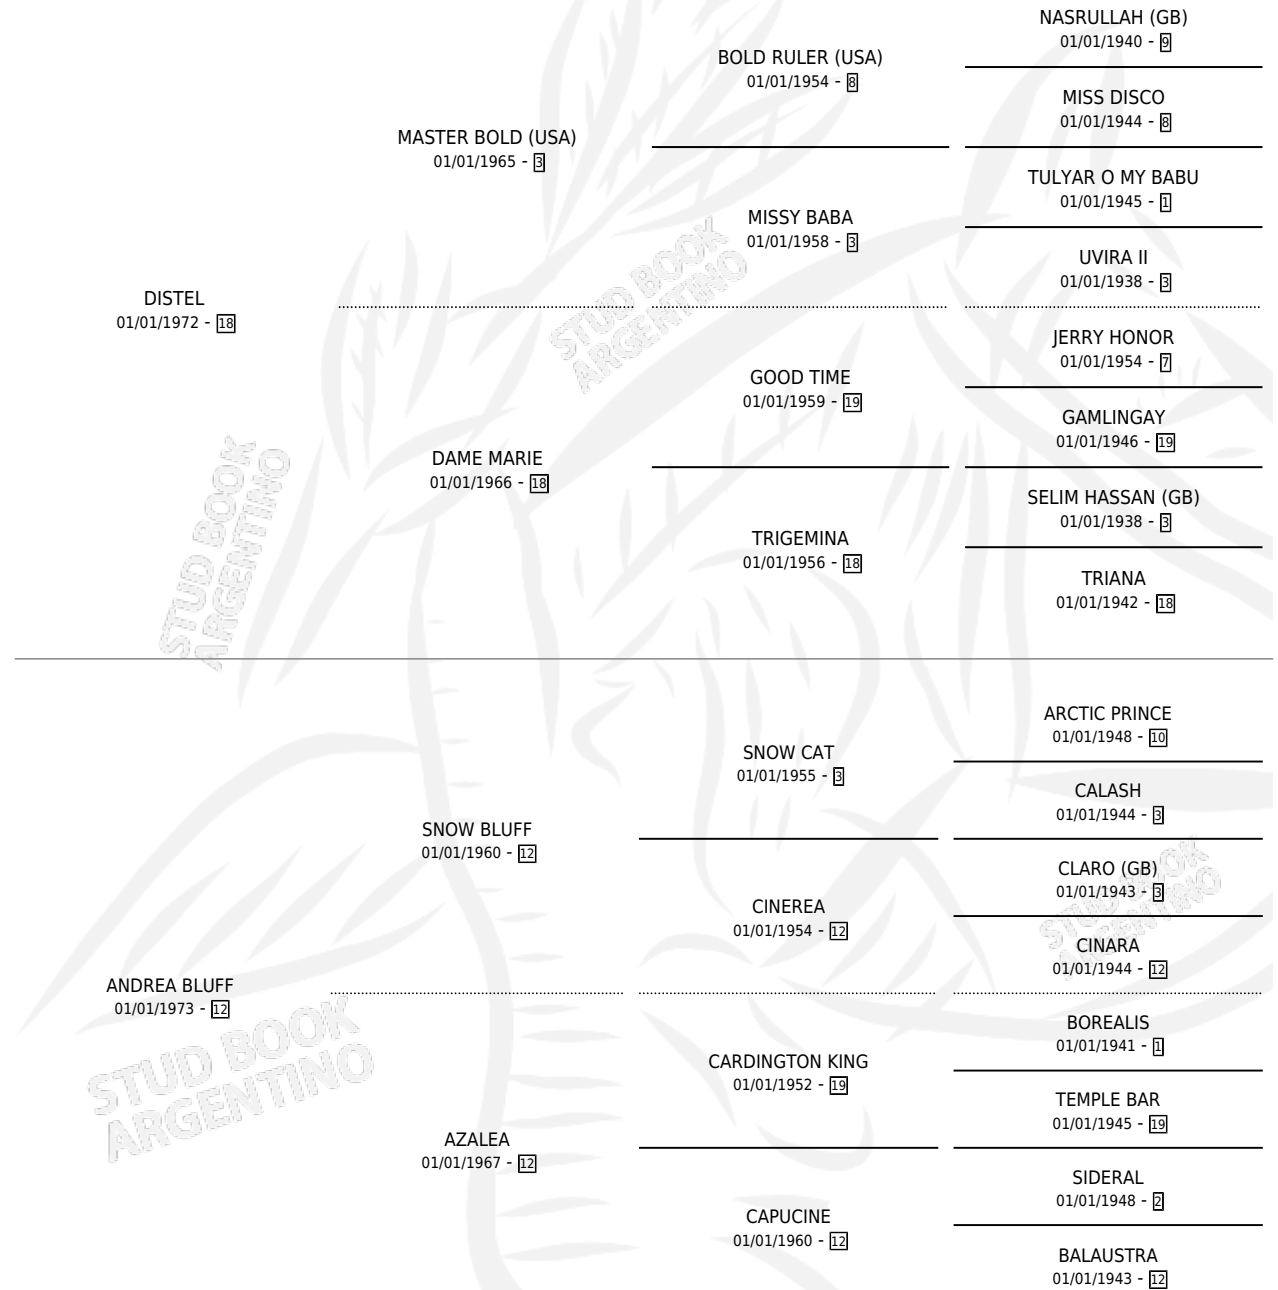 NASRULLAH (GB)
01/01/1940 - 9
BOLD RULER (USA)
01/01/1954 - 8
MISS DISCO
01/01/1944 - 8
MASTER BOLD (USA)
01/01/1965 - 3
TULYAR O MY BABU
01/01/1945 - 1
MISSY BABA
01/01/1958 - 3
UVIRA II
01/01/1938 - 3
DISTEL
01/01/1972 - 18
JERRY HONOR
01/01/1954 - 7
GOOD TIME
01/01/1959 - 19
GAMLINGAY
01/01/1946 - 19
DAME MARIE
01/01/1966 - 18
SELIM HASSAN (GB)
01/01/1938 - 3
TRIGEMINA
01/01/1956 - 18
TRIANA
01/01/1942 - 18
ARCTIC PRINCE
01/01/1948 - 10
SNOW CAT
01/01/1955 - 3
CALASH
01/01/1944 - 3
SNOW BLUFF
01/01/1960 - 12
CLARO (GB)
01/01/1943 - 3
CINEREA
01/01/1954 - 12
CINARA
01/01/1944 - 12
ANDREA BLUFF
01/01/1973 - 12
BOREALIS
01/01/1941 - 1
CARDINGTON KING
01/01/1952 - 19
TEMPLE BAR
01/01/1945 - 19
AZALEA
01/01/1967 - 12
SIDERAL
01/01/1948 - 2
CAPUCINE
01/01/1960 - 12
BALAUSTRA
01/01/1943 - 12
STUD BOOK
ARGENTINO
STUD BOOK
ARGENTINO
STUD BOOK
ARGENTINO
STUD BOOK
ARGENTINO